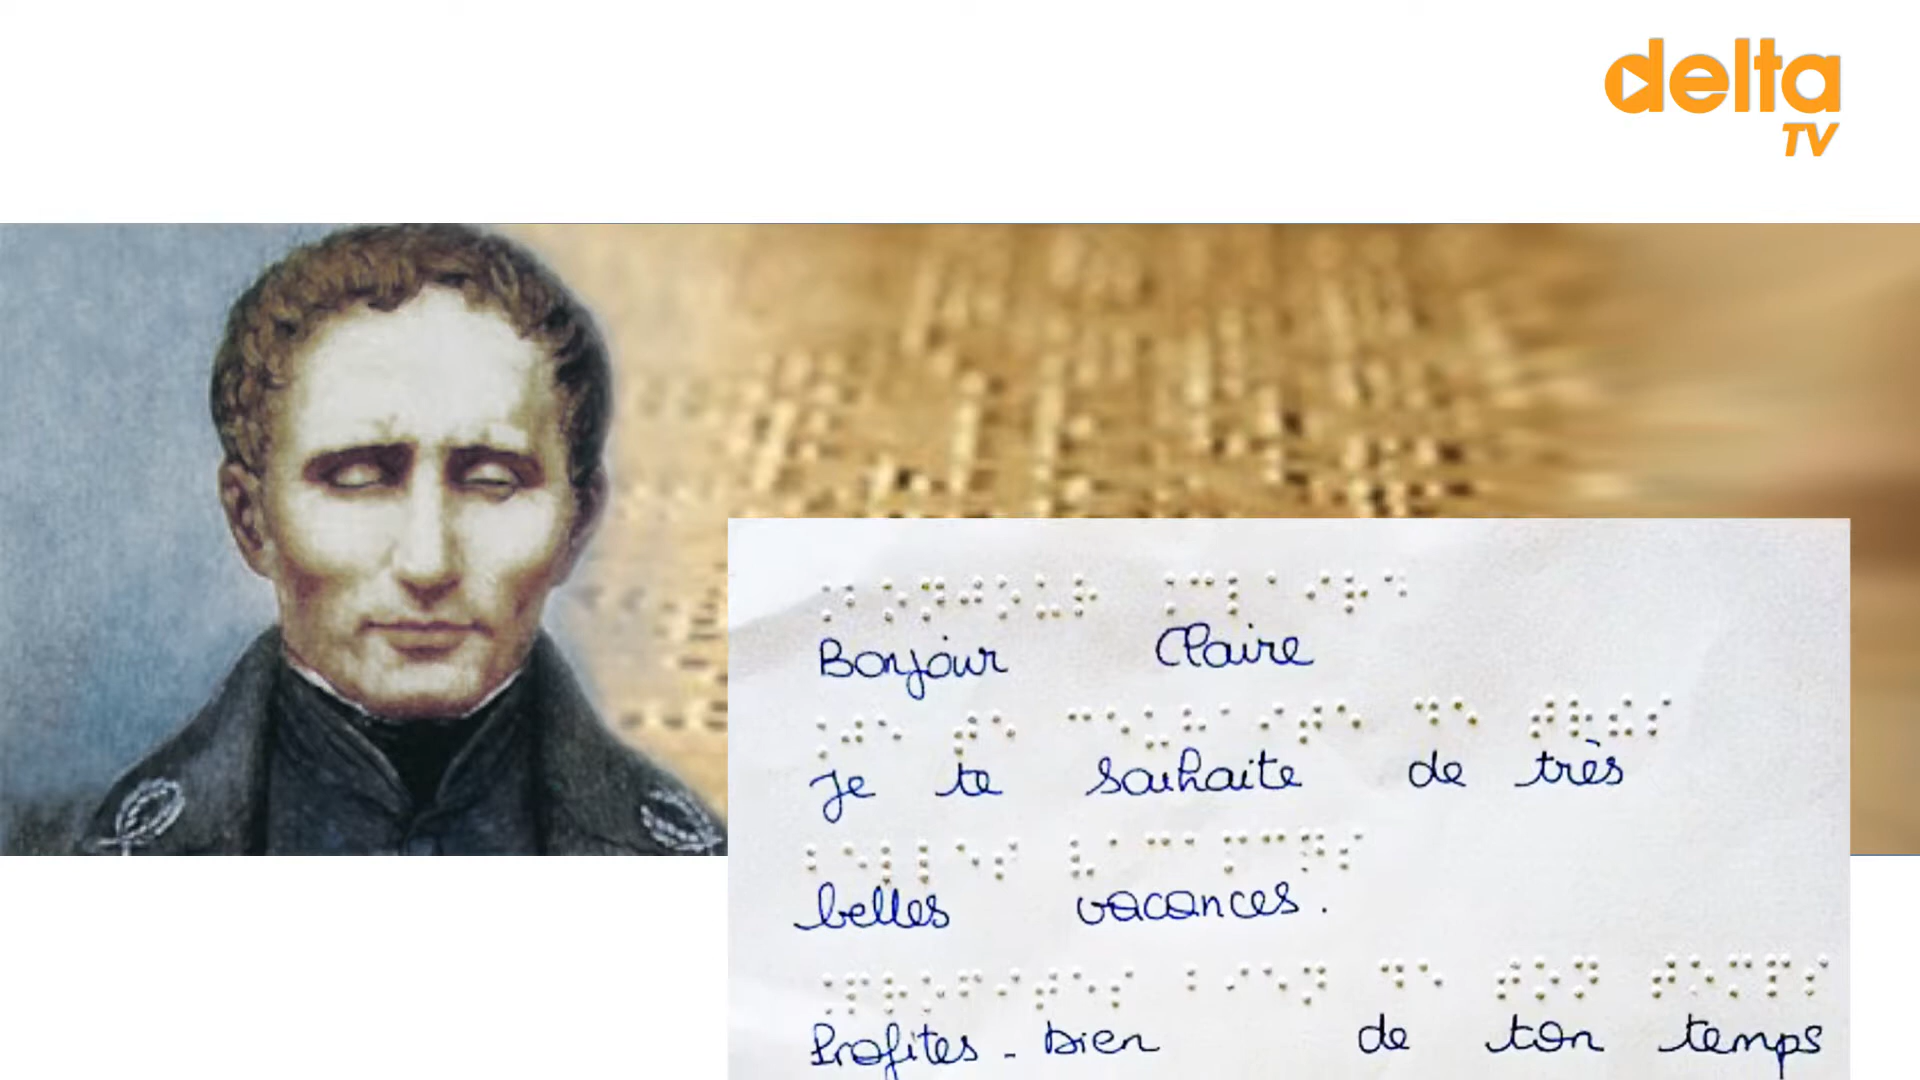 delta
TV
Bonjour Claire
je te souhaite de très
belles vacances.
Profites - bien de ton temps